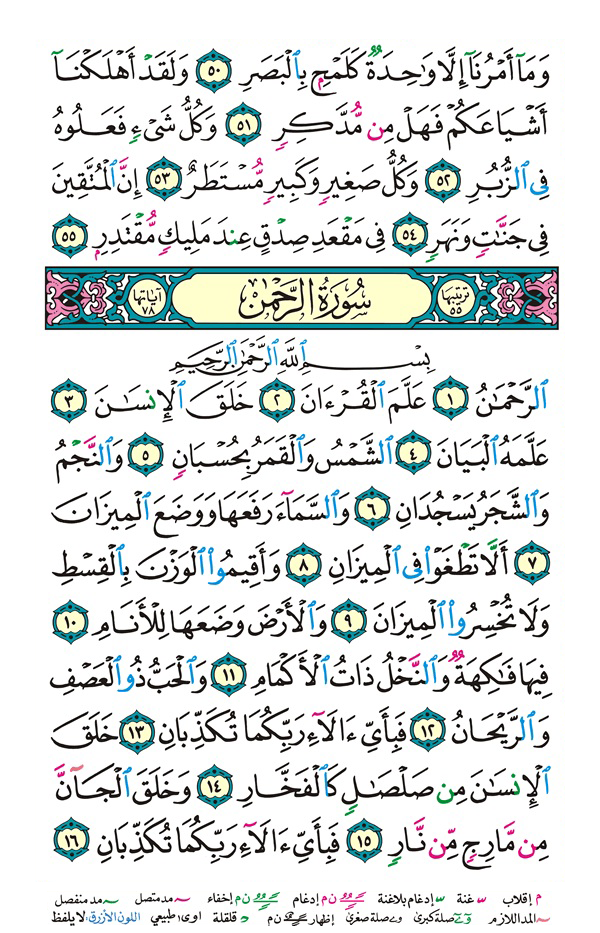 وَمَآ أَمْرُنَآ إِلَّا وَٰحِدَةٌ كَلَمْحٍۭ بِٱلْبَصَرِ ٥٠ وَلَقَدْ أَهْلَكْنَآ
أَشْيَاعَكُمْ فَهَلْ مِن مُّدَّكِرٍ ٥١ وَكُلُّ شَىْءٍ فَعَلُوهُ
فِى ٱلزُّبُرِ ٥٢ وَكُلُّ صَغِيرٍ وَكَبِيرٍ مُّسْتَطَرٌ ٥٣ إِنَّ ٱلْمُتَّقِينَ
فِى جَنَّٰتٍ وَنَهَرٍ ٥٤ فِى مَقْعَدِ صِدْقٍ عِندَ مَلِيكٍ مُّقْتَدِرٍۭ ٥٥
ترتيبها ٥٥ سُورَةُ الرَّحْمٰن آياتها ٧٨
بِسْمِ ٱللَّهِ ٱلرَّحْمَٰنِ ٱلرَّحِيمِ
ٱلرَّحْمَٰنُ ١ عَلَّمَ ٱلْقُرْءَانَ ٢ خَلَقَ ٱلْإِنسَٰنَ ٣
عَلَّمَهُ ٱلْبَيَانَ ٤ ٱلشَّمْسُ وَٱلْقَمَرُ بِحُسْبَانٍ ٥ وَٱلنَّجْمُ
وَٱلشَّجَرُ يَسْجُدَانِ ٦ وَٱلسَّمَآءَ رَفَعَهَا وَوَضَعَ ٱلْمِيزَانَ
٧ أَلَّا تَطْغَوْا۟ فِى ٱلْمِيزَانِ ٨ وَأَقِيمُوا۟ ٱلْوَزْنَ بِٱلْقِسْطِ
وَلَا تُخْسِرُوا۟ ٱلْمِيزَانَ ٩ وَٱلْأَرْضَ وَضَعَهَا لِلْأَنَامِ ١٠
فِيهَا فَٰكِهَةٌ وَٱلنَّخْلُ ذَاتُ ٱلْأَكْمَامِ ١١ وَٱلْحَبُّ ذُو ٱلْعَصْفِ
وَٱلرَّيْحَانُ ١٢ فَبِأَىِّ ءَالَآءِ رَبِّكُمَا تُكَذِّبَانِ ١٣ خَلَقَ
ٱلْإِنسَٰنَ مِن صَلْصَٰلٍ كَٱلْفَخَّارِ ١٤ وَخَلَقَ ٱلْجَآنَّ
مِن مَّارِجٍ مِّن نَّارٍ ١٥ فَبِأَىِّ ءَالَآءِ رَبِّكُمَا تُكَذِّبَانِ ١٦
م إقلاب غنة إدغام بلاغنة ن م إدغام ن م إخفاء مد متصل مد منفصل
المد اللازم صلة كبرى صلة صغرى إظهار ن م قلقلة اوى طبيعي اللون الأزرق: لا يلفظ